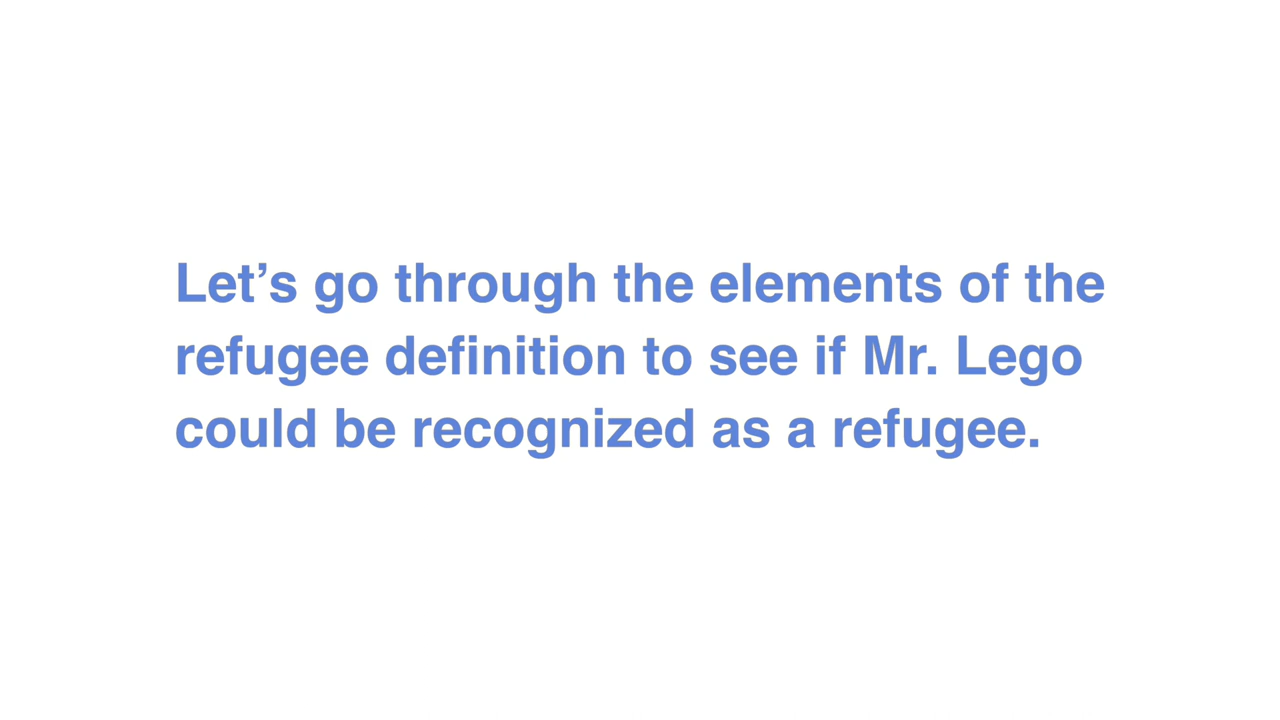 Let’s go through the elements of the
refugee definition to see if Mr. Lego
could be recognized as a refugee.